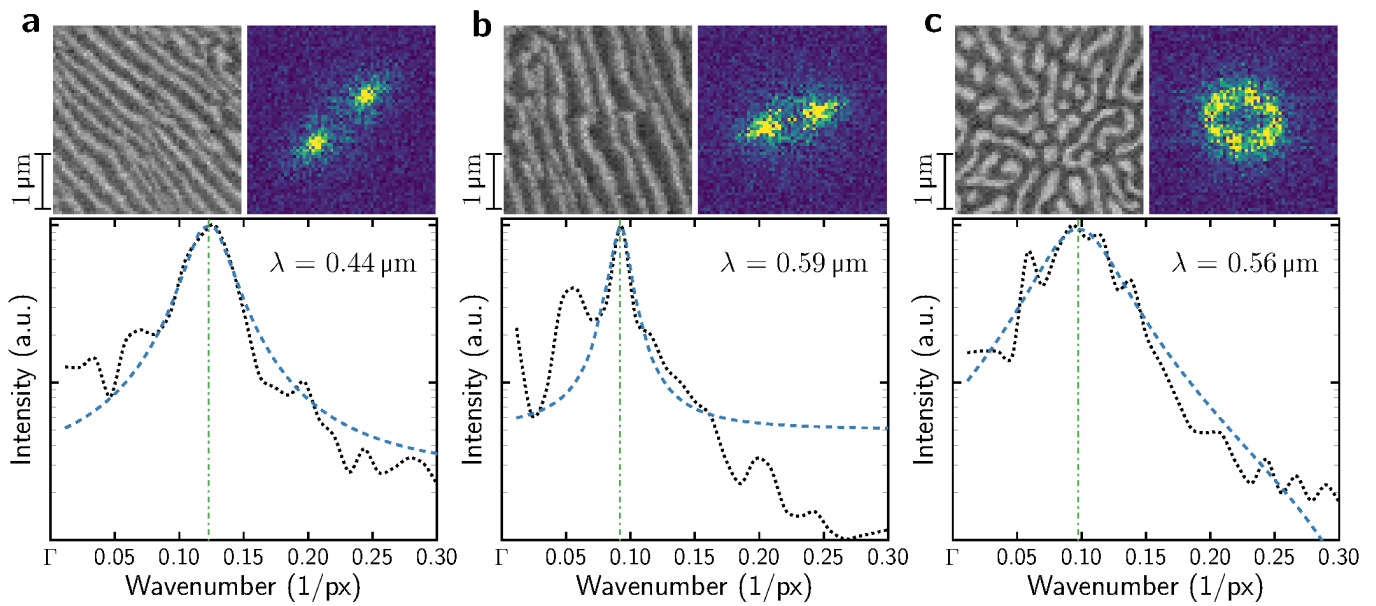 a
b
c
1 µm
1 µm
1 µm
λ = 0.44 µm
λ = 0.59 µm
λ = 0.56 µm
Intensity (a.u.)
Intensity (a.u.)
Intensity (a.u.)
Γ 0.05 0.10 0.15 0.20 0.25 0.30
Γ 0.05 0.10 0.15 0.20 0.25 0.30
Γ 0.05 0.10 0.15 0.20 0.25 0.30
Wavenumber (1/px)
Wavenumber (1/px)
Wavenumber (1/px)